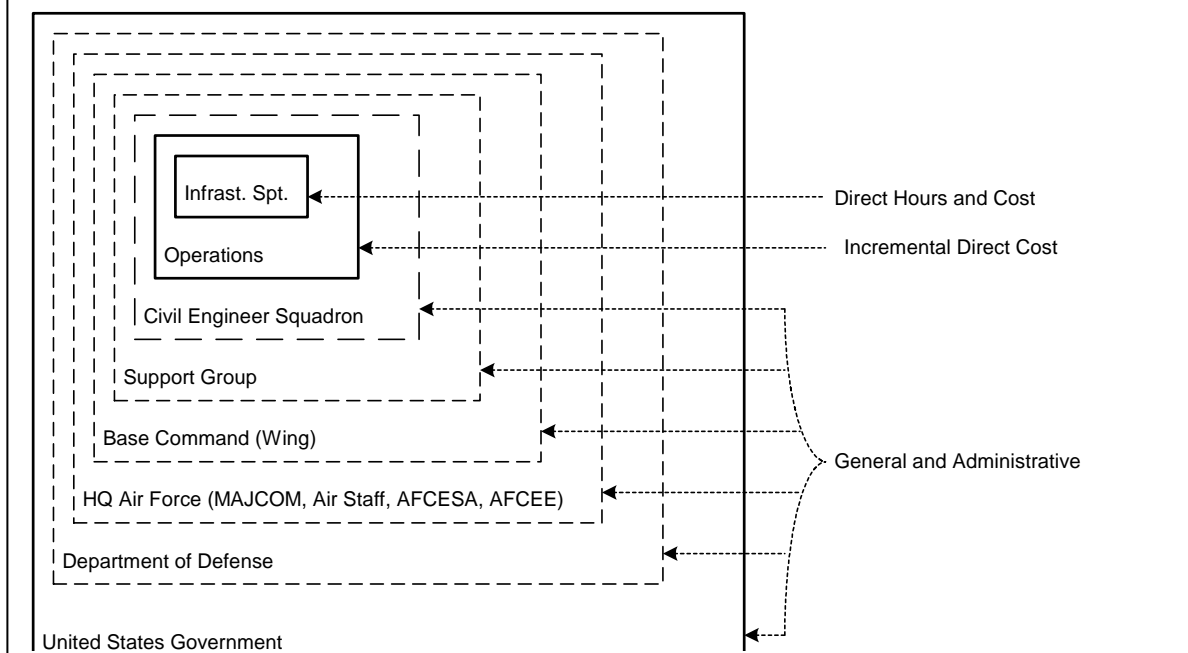 Infrast. Spt.
Direct Hours and Cost
Operations
Incremental Direct Cost
Civil Engineer Squadron
Support Group
Base Command (Wing)
General and Administrative
HQ Air Force (MAJCOM, Air Staff, AFCESA, AFCEE)
Department of Defense
United States Government